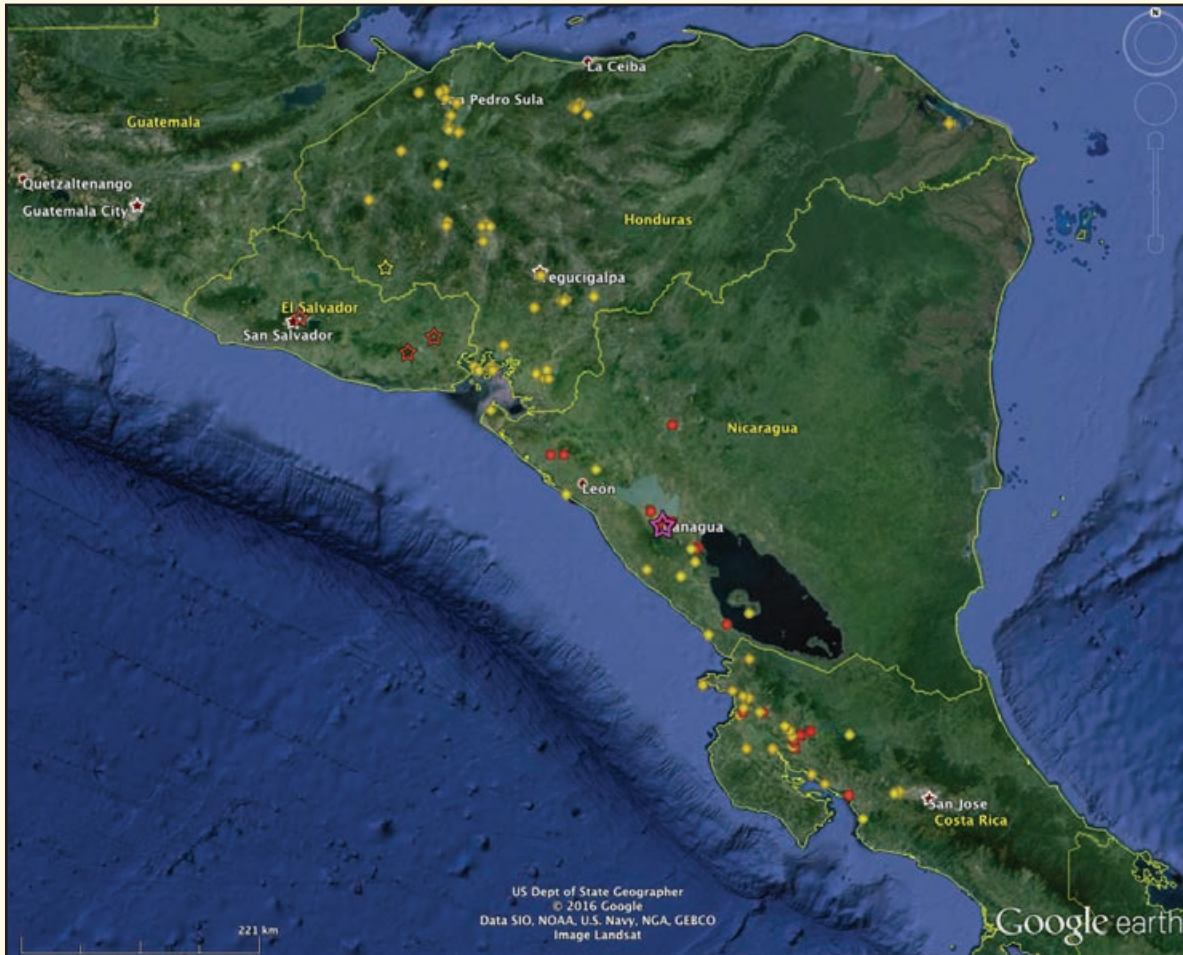 N
La Ceiba
San Pedro Sula
Guatemala
Quetzaltenango
Guatemala City
Honduras
Tegucigalpa
El Salvador
San Salvador
Nicaragua
León
Managua
San Jose
Costa Rica
US Dept of State Geographer
© 2016 Google
Data SIO, NOAA, U.S. Navy, NGA, GEBCO
Image Landsat
221 km
Google earth